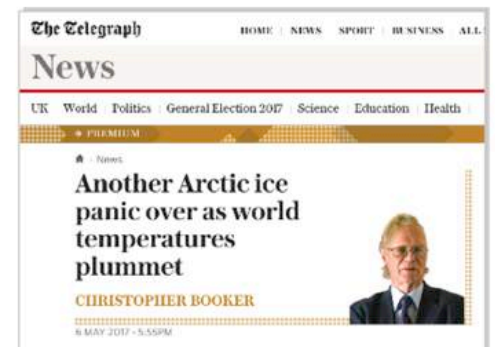 The Telegraph
HOME NEWS SPORT BUSINESS ALL
News
UK World Politics General Election 2017 Science Education Health
PREMIUM
News
Another Arctic ice
panic over as world
temperatures
plummet
CHRISTOPHER BOOKER
6 MAY 2017 • 5:55PM